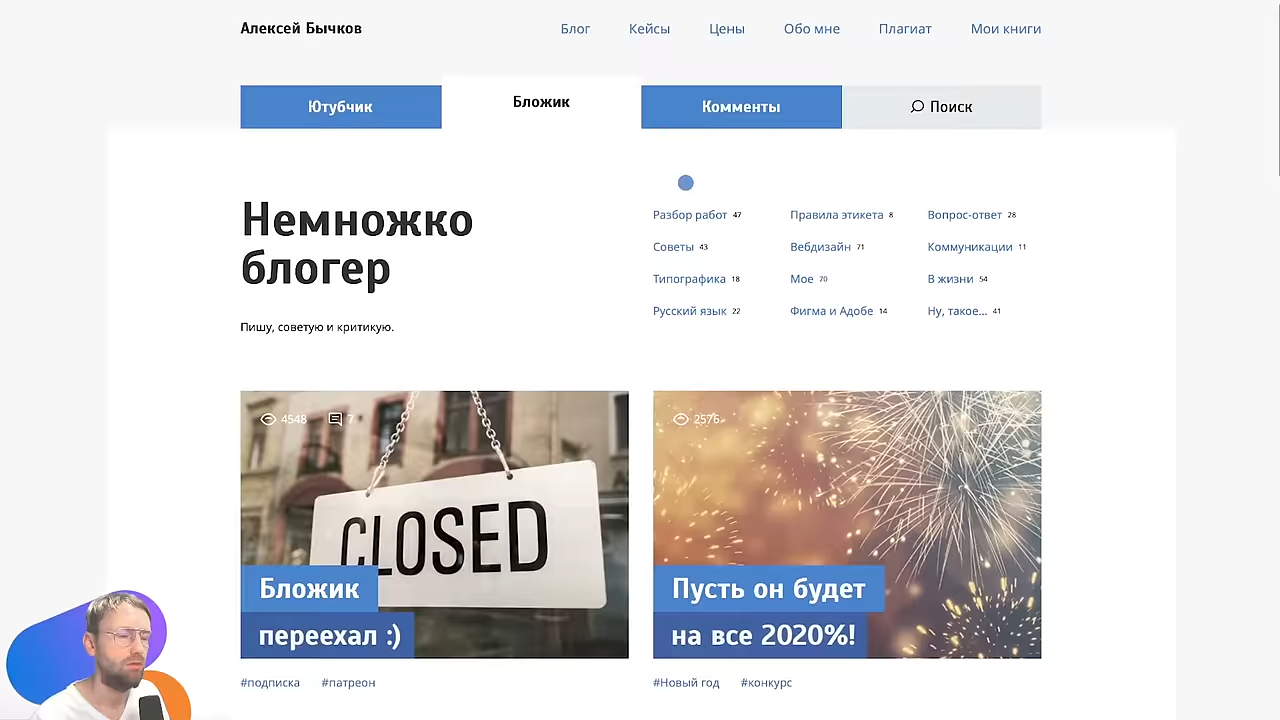 Алексей Бычков
Блог Кейсы Цены Обо мне Плагиат Мои книги
Ютубчик Бложик Комменты Поиск
Немножко
блогер
Пишу, советую и критикую.
Разбор работ 47 Правила этикета 8 Вопрос-ответ 28
Советы 43 Вебдизайн 71 Коммуникации 11
Типографика 18 Мое 70 В жизни 54
Русский язык 22 Фигма и Адобе 14 Ну, такое... 41
4548 7
CLOSED
Бложик
переехал :)
#подписка #патреон
2576
Пусть он будет
на все 2020%!
#Новый год #конкурс